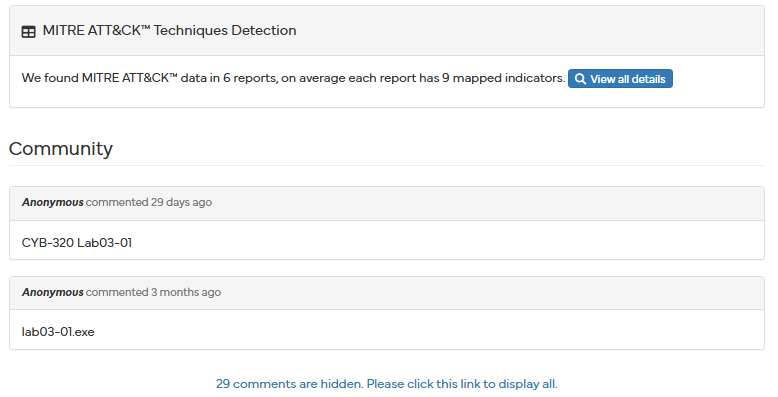 MITRE ATT&CK™ Techniques Detection
We found MITRE ATT&CK™ data in 6 reports, on average each report has 9 mapped indicators. View all details
Community
Anonymous commented 29 days ago
CYB-320 Lab03-01
Anonymous commented 3 months ago
lab03-01.exe
29 comments are hidden. Please click this link to display all.